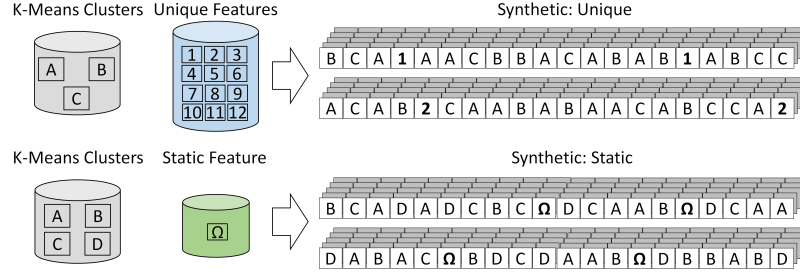 K-Means Clusters Unique Features Synthetic: Unique
A B
C
1 2 3
4 5 6
7 8 9
10 11 12
B C A 1 A A C B B A C A B A B 1 A B C C
A C A B 2 C A A B A B A A C A B C C A 2
K-Means Clusters Static Feature Synthetic: Static
A B
C D
Ω
B C A D A D C B C Ω D C A A B Ω D C A A
D A B A C Ω B D C D A A B Ω D B B A B D